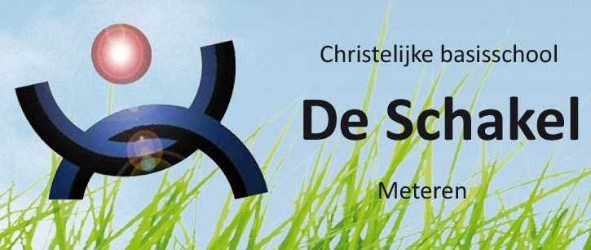 Christelijke basisschool
De Schakel
Meteren